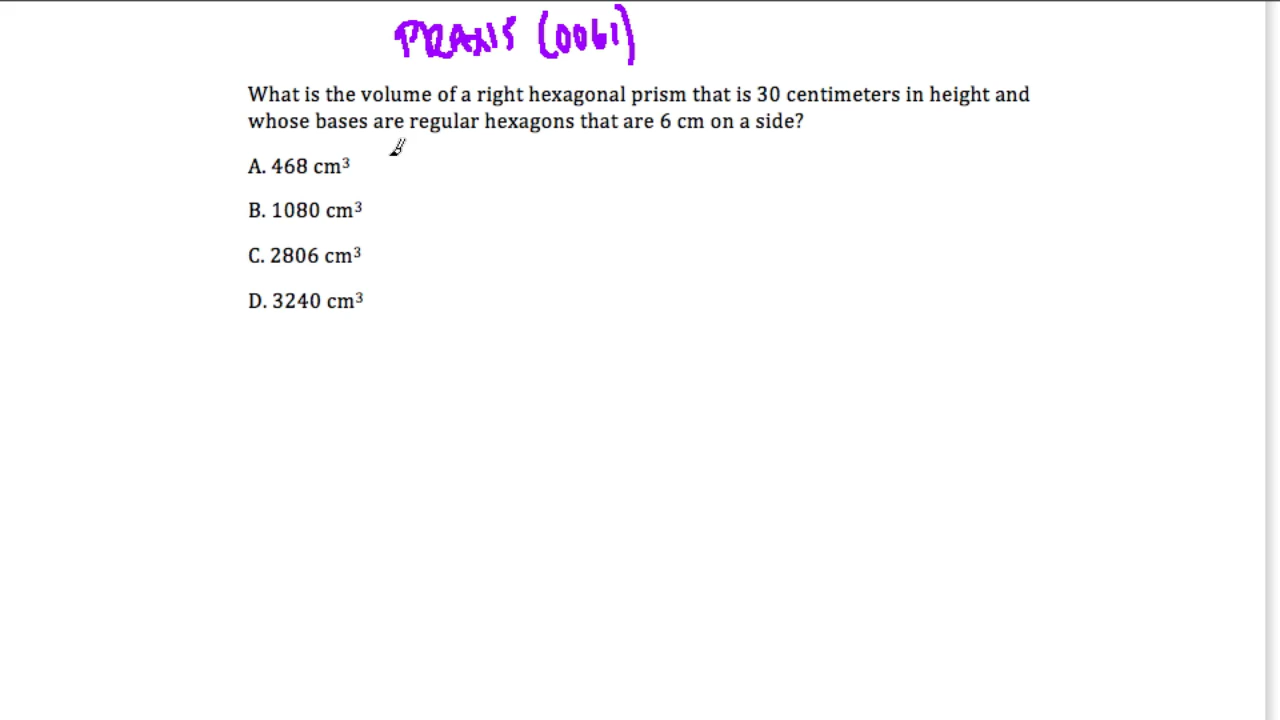 PRAXIS (0061)
What is the volume of a right hexagonal prism that is 30 centimeters in height and
whose bases are regular hexagons that are 6 cm on a side?
A. 468 cm³
B. 1080 cm³
C. 2806 cm³
D. 3240 cm³